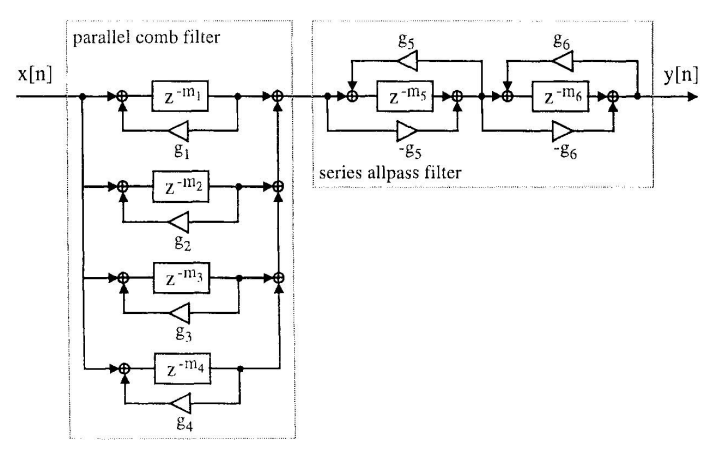 parallel comb filter
x[n]
z^-m₁
g₁
z^-m₂
g₂
z^-m₃
g₃
z^-m₄
g₄
g₅
z^-m₅
-g₅
g₆
z^-m₆
-g₆
y[n]
series allpass filter